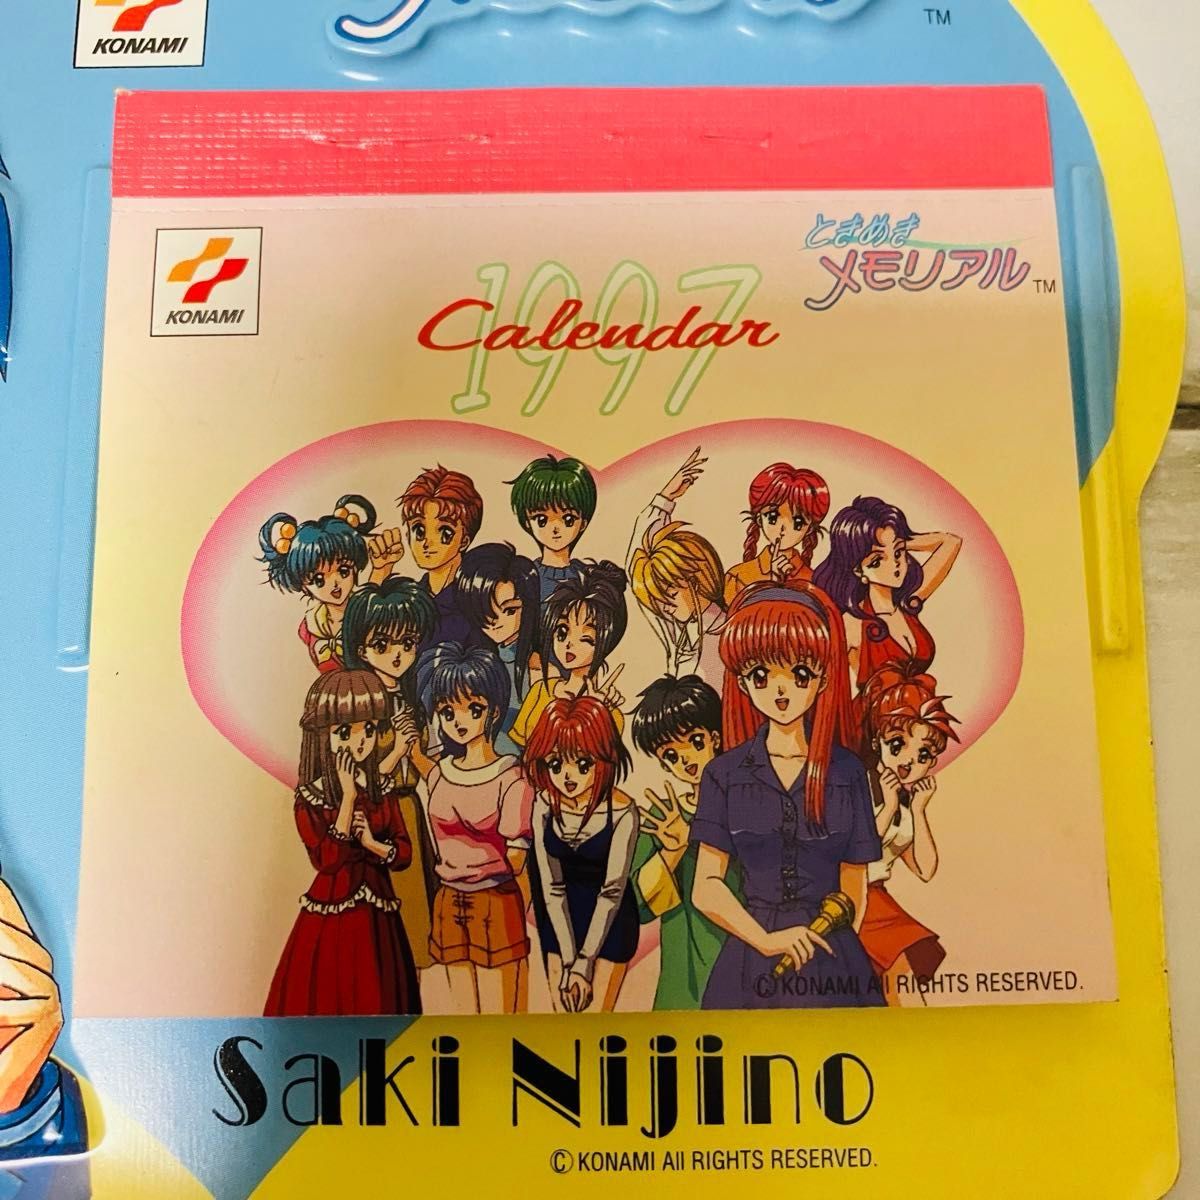 KONAMI
TM
KONAMI
ときめき
メモリアル TM
1997
Calendar
© KONAMI All RIGHTS RESERVED.
Saki Nijino
© KONAMI All RIGHTS RESERVED.